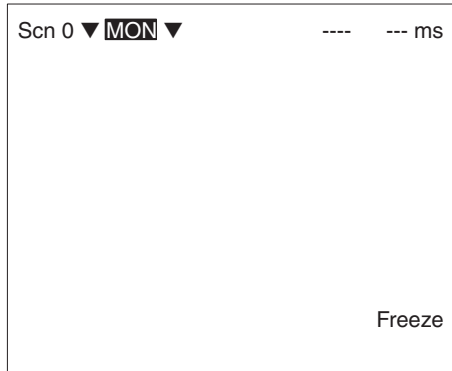 Scn 0 ▼ MON ▼ ---- --- ms
Freeze